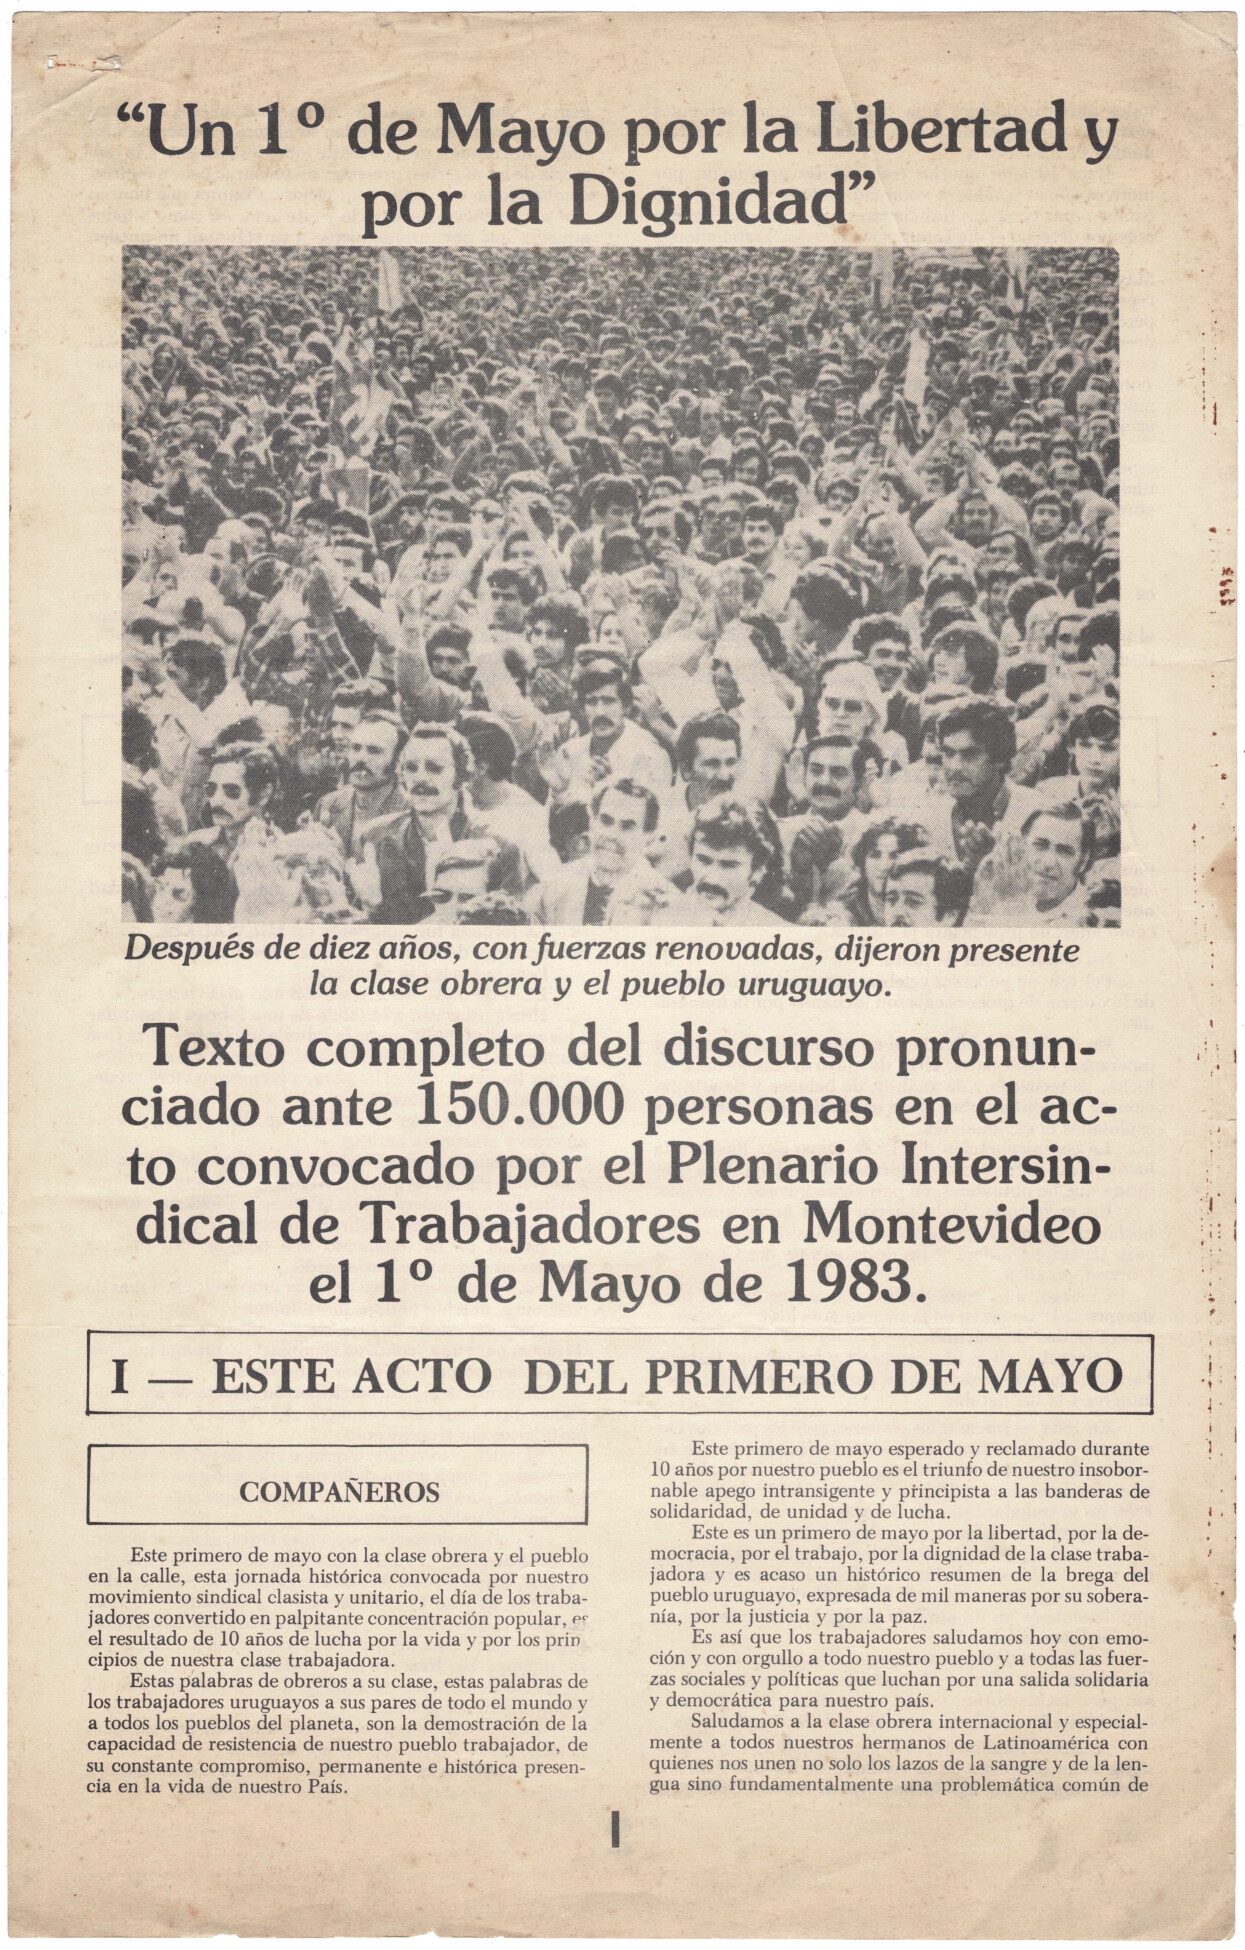 “Un 1º de Mayo por la Libertad y
por la Dignidad”
Después de diez años, con fuerzas renovadas, dijeron presente
la clase obrera y el pueblo uruguayo.
Texto completo del discurso pronun-
ciado ante 150.000 personas en el ac-
to convocado por el Plenario Intersin-
dical de Trabajadores en Montevideo
el 1º de Mayo de 1983.
I — ESTE ACTO DEL PRIMERO DE MAYO
COMPAÑEROS
Este primero de mayo con la clase obrera y el pueblo
en la calle, esta jornada histórica convocada por nuestro
movimiento sindical clasista y unitario, el día de los traba-
jadores convertido en palpitante concentración popular, es
el resultado de 10 años de lucha por la vida y por los prin
cipios de nuestra clase trabajadora.
Estas palabras de obreros a su clase, estas palabras de
los trabajadores uruguayos a sus pares de todo el mundo y
a todos los pueblos del planeta, son la demostración de la
capacidad de resistencia de nuestro pueblo trabajador, de
su constante compromiso, permanente e histórica presen-
cia en la vida de nuestro País.
Este primero de mayo esperado y reclamado durante
10 años por nuestro pueblo es el triunfo de nuestro insobor-
nable apego intransigente y principista a las banderas de
solidaridad, de unidad y de lucha.
Este es un primero de mayo por la libertad, por la de-
mocracia, por el trabajo, por la dignidad de la clase traba-
jadora y es acaso un histórico resumen de la brega del
pueblo uruguayo, expresada de mil maneras por su sobera-
nía, por la justicia y por la paz.
Es así que los trabajadores saludamos hoy con emo-
ción y con orgullo a todo nuestro pueblo y a todas las fuer-
zas sociales y políticas que luchan por una salida solidaria
y democrática para nuestro país.
Saludamos a la clase obrera internacional y especial-
mente a todos nuestros hermanos de Latinoamérica con
quienes nos unen no solo los lazos de la sangre y de la len-
gua sino fundamentalmente una problemática común de
I